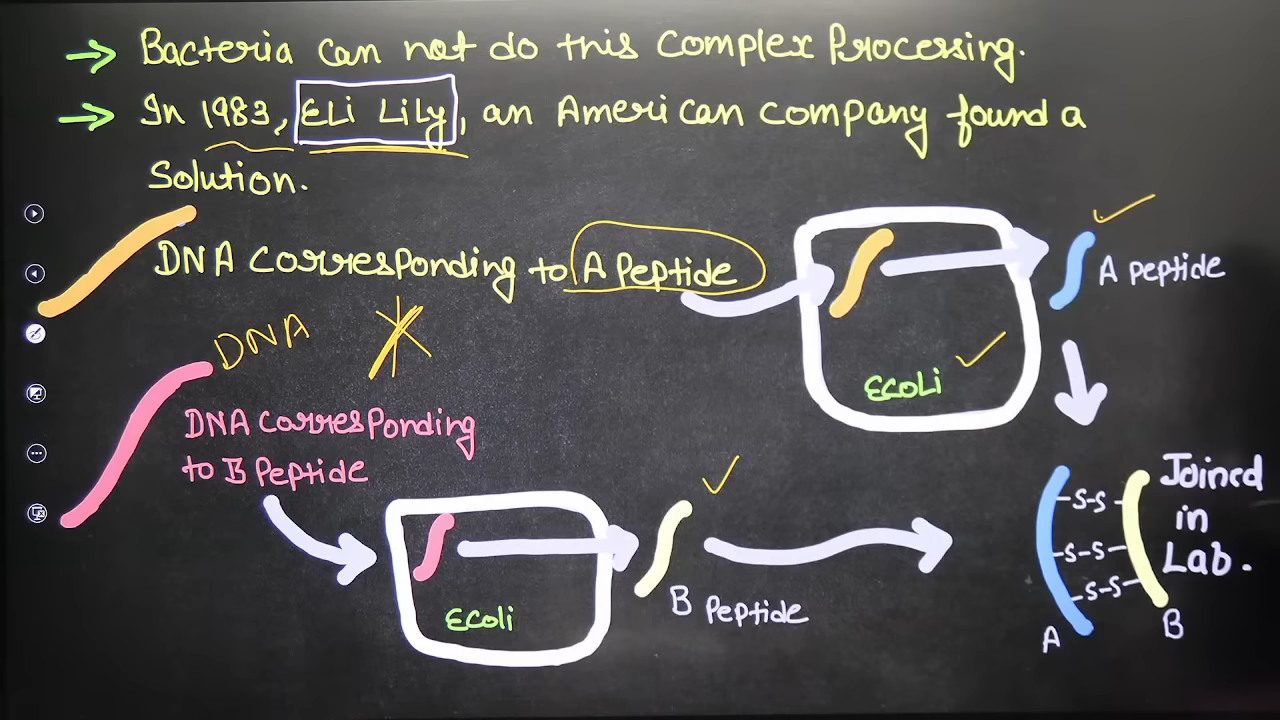 → Bacteria can not do this complex Processing.
→ In 1983, Eli Lily, an American company found a
Solution.
DNA corresponding to A Peptide
A peptide
DNA
Ecoli
DNA corresponding
to B Peptide
S-S
S-S
S-S
Joined
in
Lab.
Ecoli
B Peptide
A
B